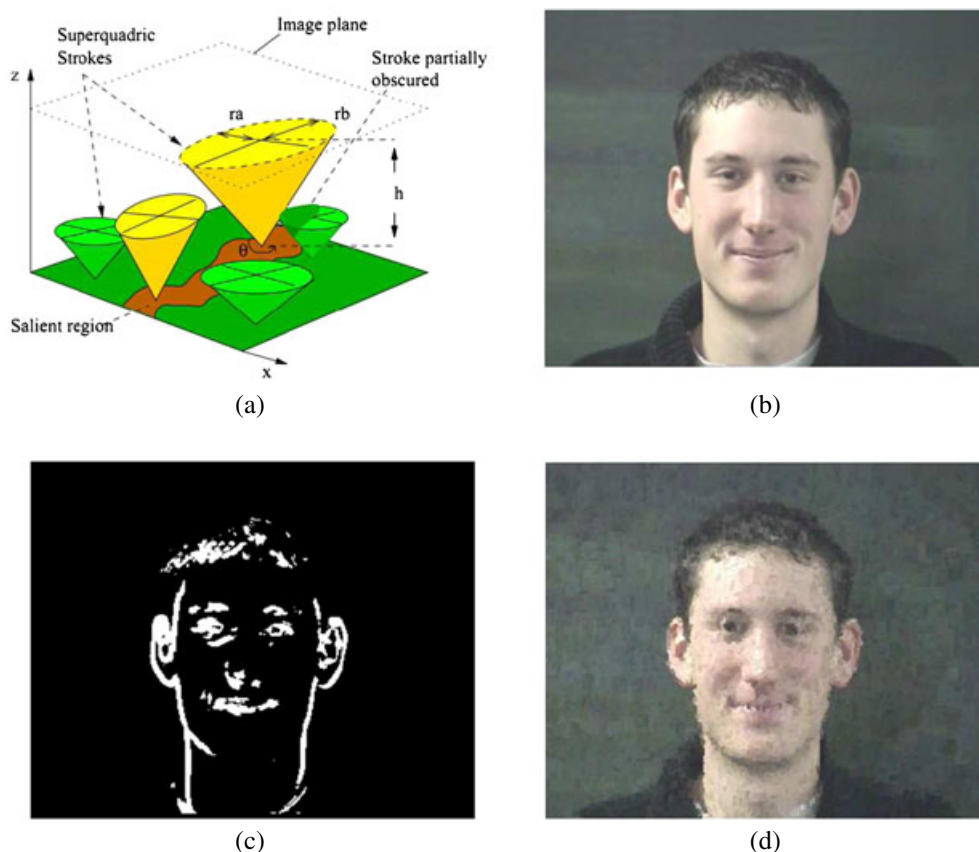 Superquadric
Strokes
Image plane
Stroke partially
obscured
z
ra
rb
h
θ
Salient region
x
(a)
(b)
(c)
(d)